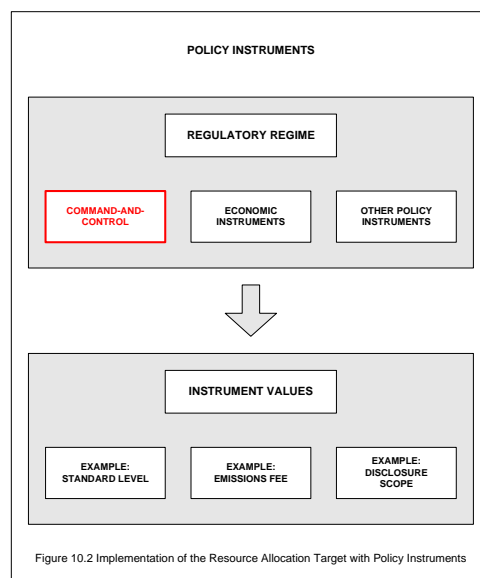 POLICY INSTRUMENTS
REGULATORY REGIME
COMMAND-AND-
CONTROL
ECONOMIC
INSTRUMENTS
OTHER POLICY
INSTRUMENTS
INSTRUMENT VALUES
EXAMPLE:
STANDARD LEVEL
EXAMPLE:
EMISSIONS FEE
EXAMPLE:
DISCLOSURE
SCOPE
Figure 10.2 Implementation of the Resource Allocation Target with Policy Instruments